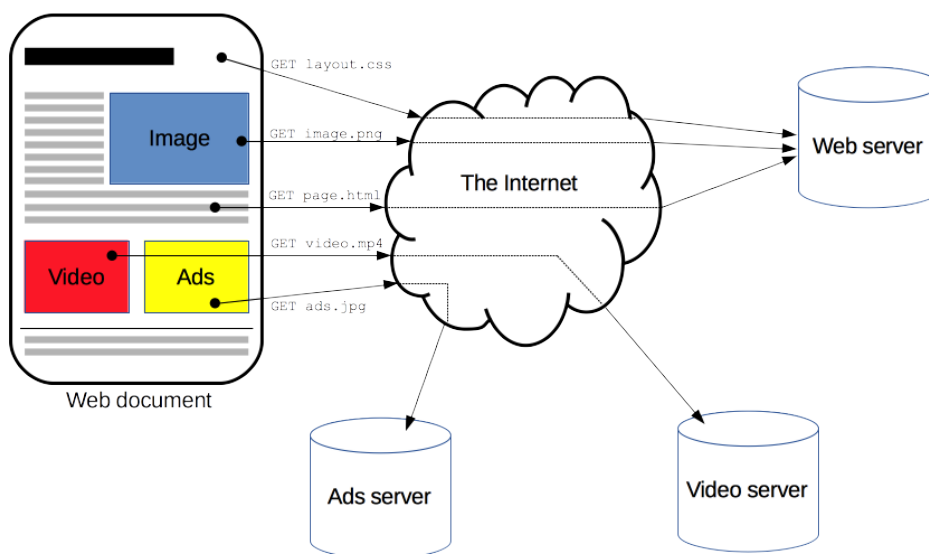 GET layout.css
Image
GET image.png
Web server
The Internet
GET page.html
GET video.mp4
Video
Ads
GET ads.jpg
Web document
Ads server
Video server